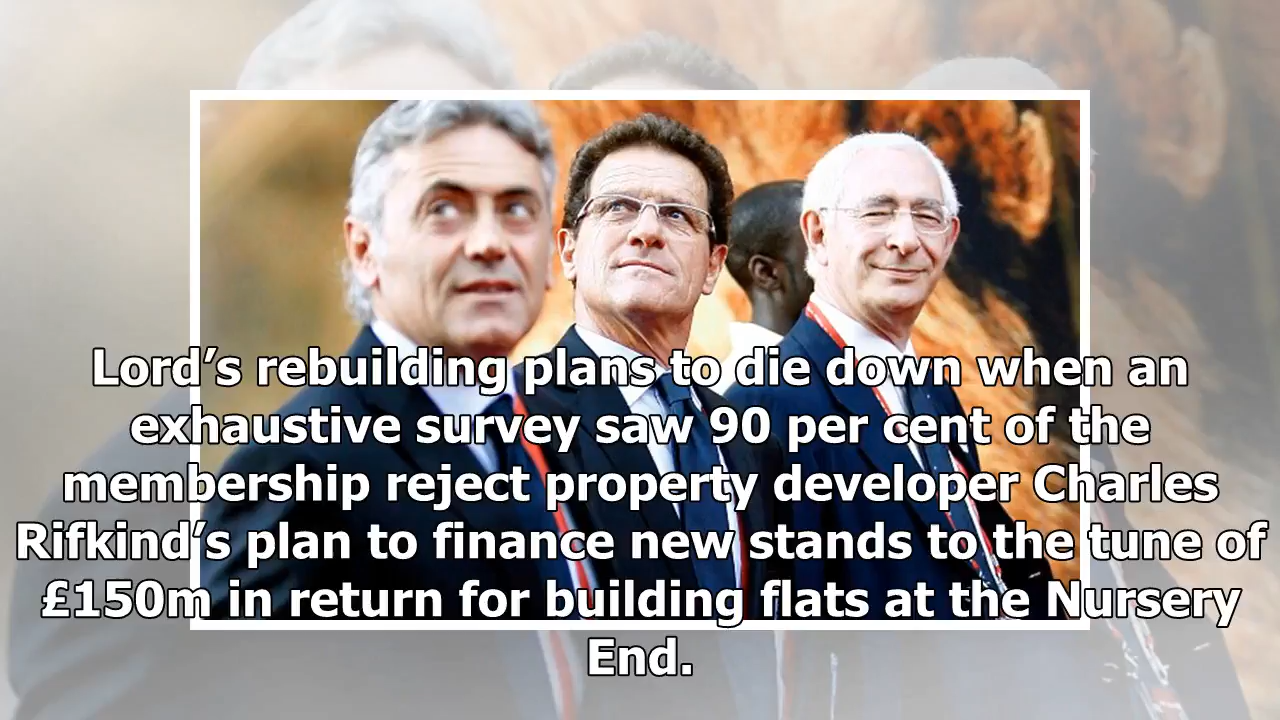 Lord’s rebuilding plans to die down when an
exhaustive survey saw 90 per cent of the
membership reject property developer Charles
Rifkind’s plan to finance new stands to the tune of
£150m in return for building flats at the Nursery
End.